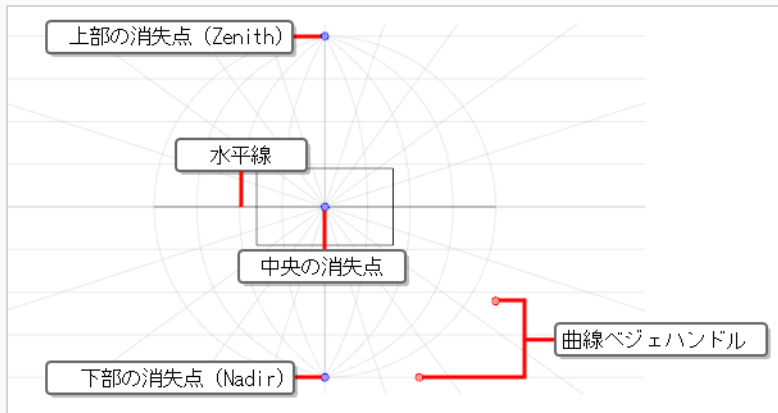 上部の消失点 (Zenith)
水平線
中央の消失点
曲線ベジェハンドル
下部の消失点 (Nadir)